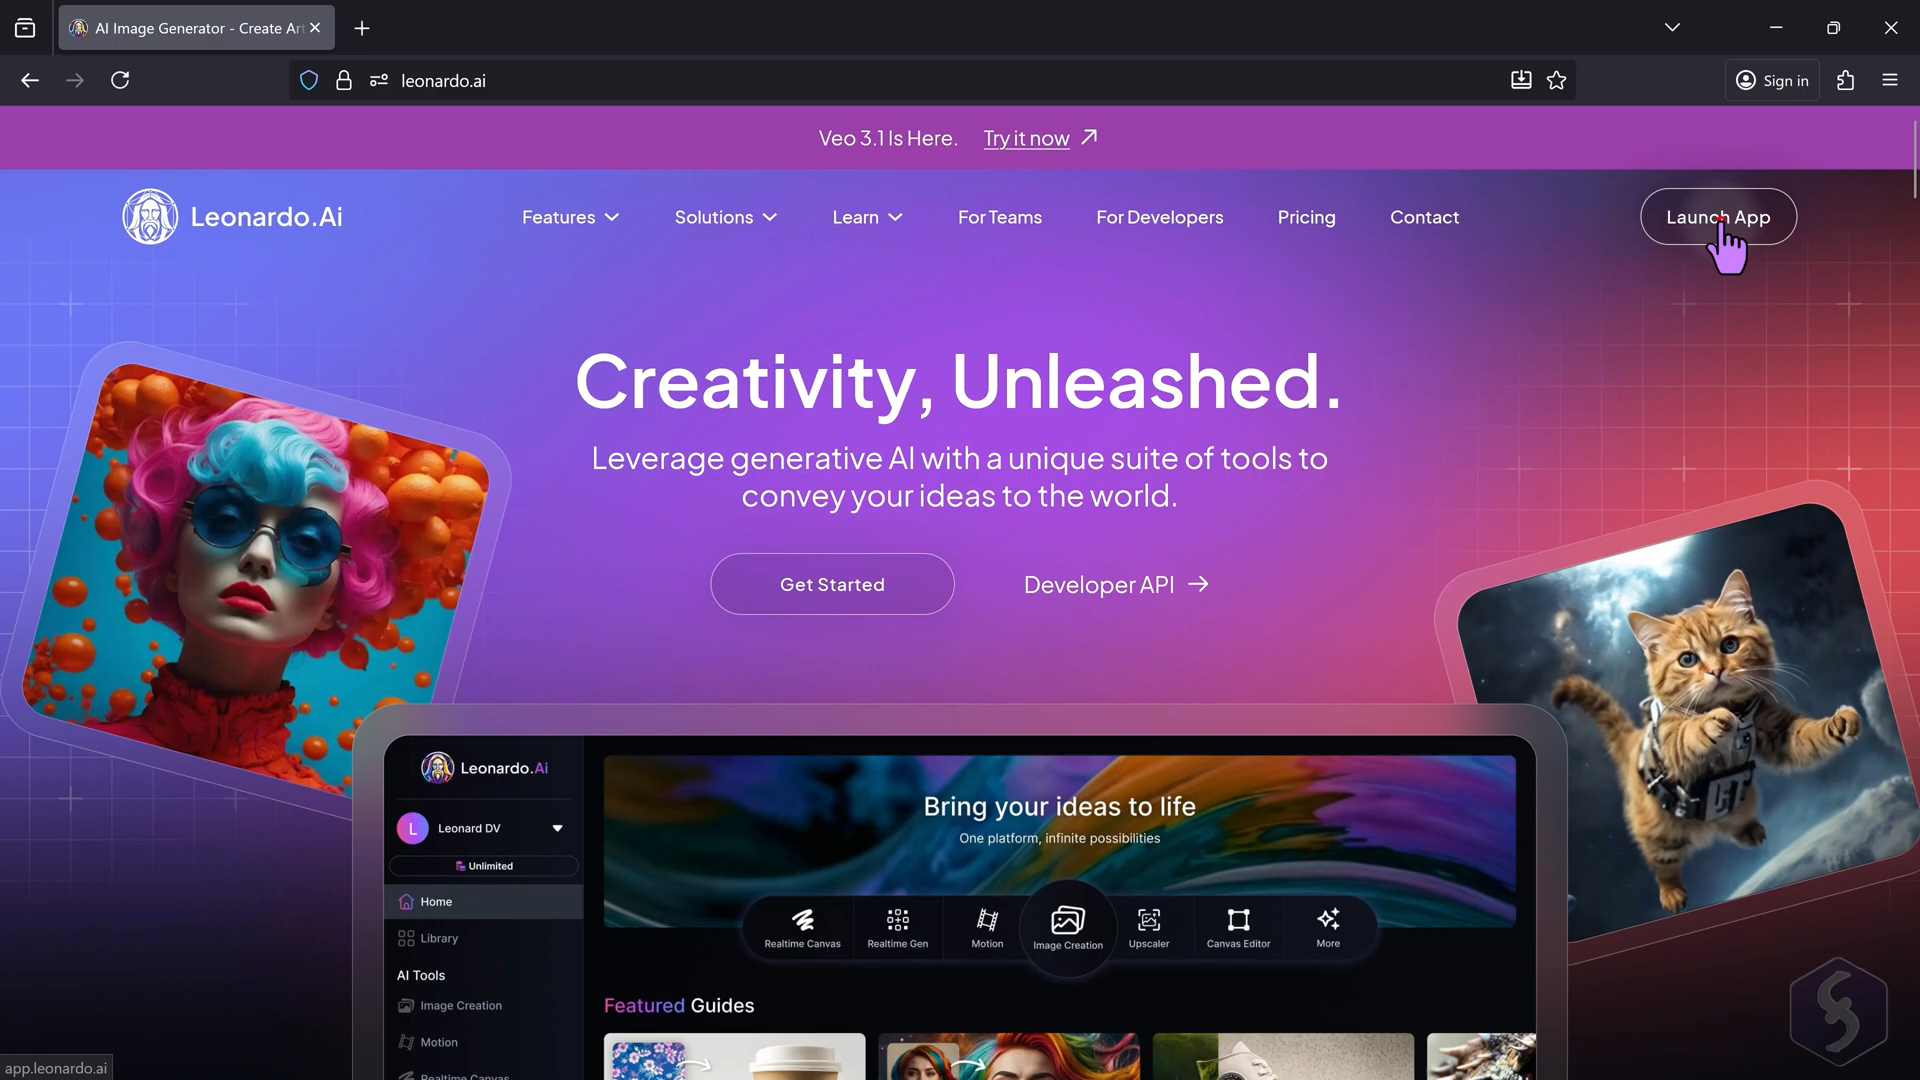 AI Image Generator - Create Art
leonardo.ai
Sign in
Veo 3.1 Is Here. Try it now
Leonardo.Ai
Features
Solutions
Learn
For Teams
For Developers
Pricing
Contact
Launch App
Creativity, Unleashed.
Leverage generative AI with a unique suite of tools to
convey your ideas to the world.
Get Started
Developer API
Leonardo.Ai
L
Leonard DV
Unlimited
Home
Library
AI Tools
Image Creation
Motion
Realtime Canvas
Bring your ideas to life
One platform, infinite possibilities
Realtime Canvas
Realtime Gen
Motion
Image Creation
Upscaler
Canvas Editor
More
Featured Guides
app.leonardo.ai